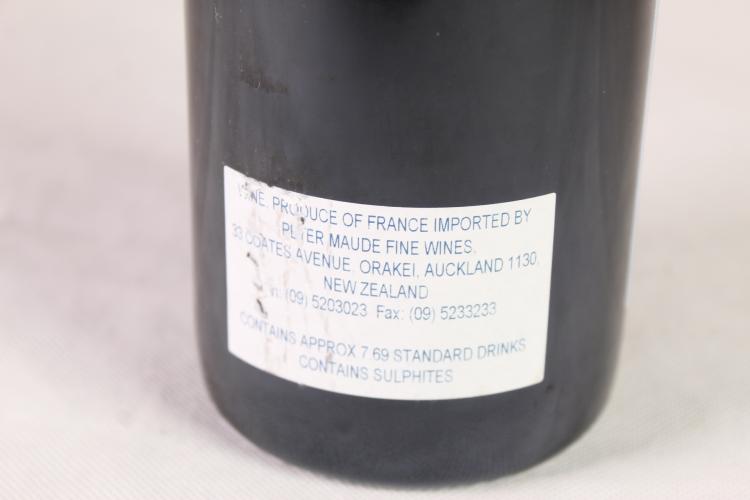 WINE. PRODUCE OF FRANCE IMPORTED BY
PETER MAUDE FINE WINES,
33 COATES AVENUE, ORAKEI, AUCKLAND 1130,
NEW ZEALAND
(09) 5203023 Fax: (09) 5233233
CONTAINS APPROX 7.69 STANDARD DRINKS
CONTAINS SULPHITES